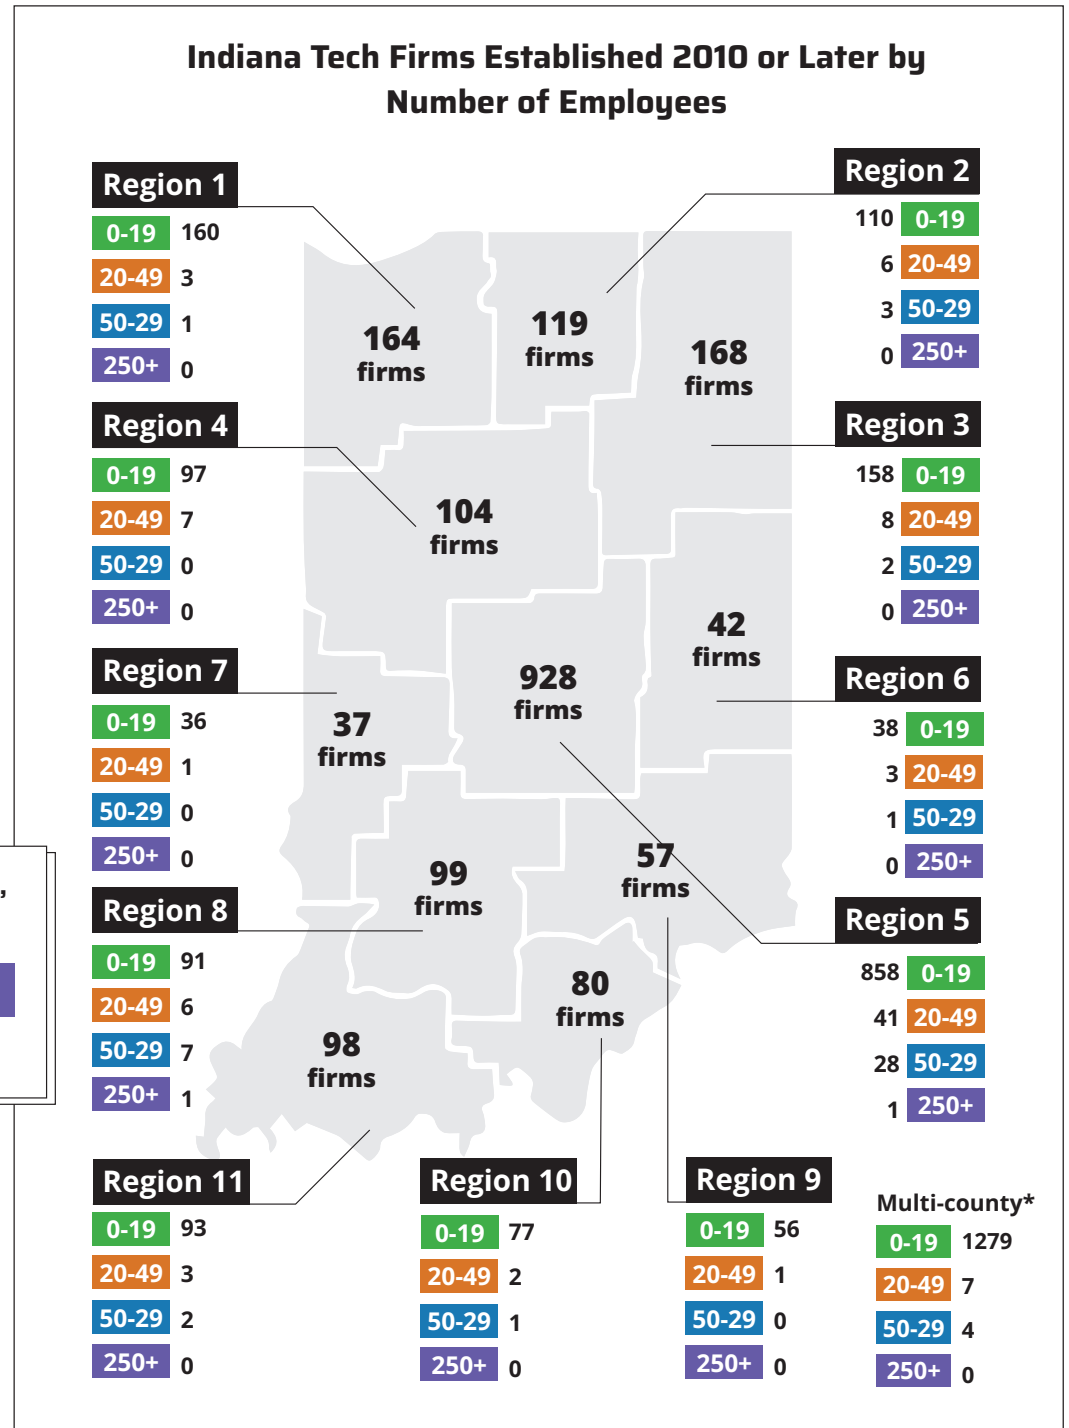 Indiana Tech Firms Established 2010 or Later by
Number of Employees
Region 1
0-19 160
20-49 3
50-29 1
250+ 0
Region 2
110 0-19
6 20-49
3 50-29
0 250+
164
firms
119
firms
168
firms
Region 4
0-19 97
20-49 7
50-29 0
250+ 0
Region 3
158 0-19
8 20-49
2 50-29
0 250+
104
firms
42
firms
928
firms
37
firms
Region 7
0-19 36
20-49 1
50-29 0
250+ 0
Region 6
38 0-19
3 20-49
1 50-29
0 250+
57
firms
99
firms
80
firms
98
firms
,
Region 8
0-19 91
20-49 6
50-29 7
250+ 1
Region 5
858 0-19
41 20-49
28 50-29
1 250+
Region 11
0-19 93
20-49 3
50-29 2
250+ 0
Region 10
0-19 77
20-49 2
50-29 1
250+ 0
Region 9
0-19 56
20-49 1
50-29 0
250+ 0
Multi-county*
0-19 1279
20-49 7
50-29 4
250+ 0